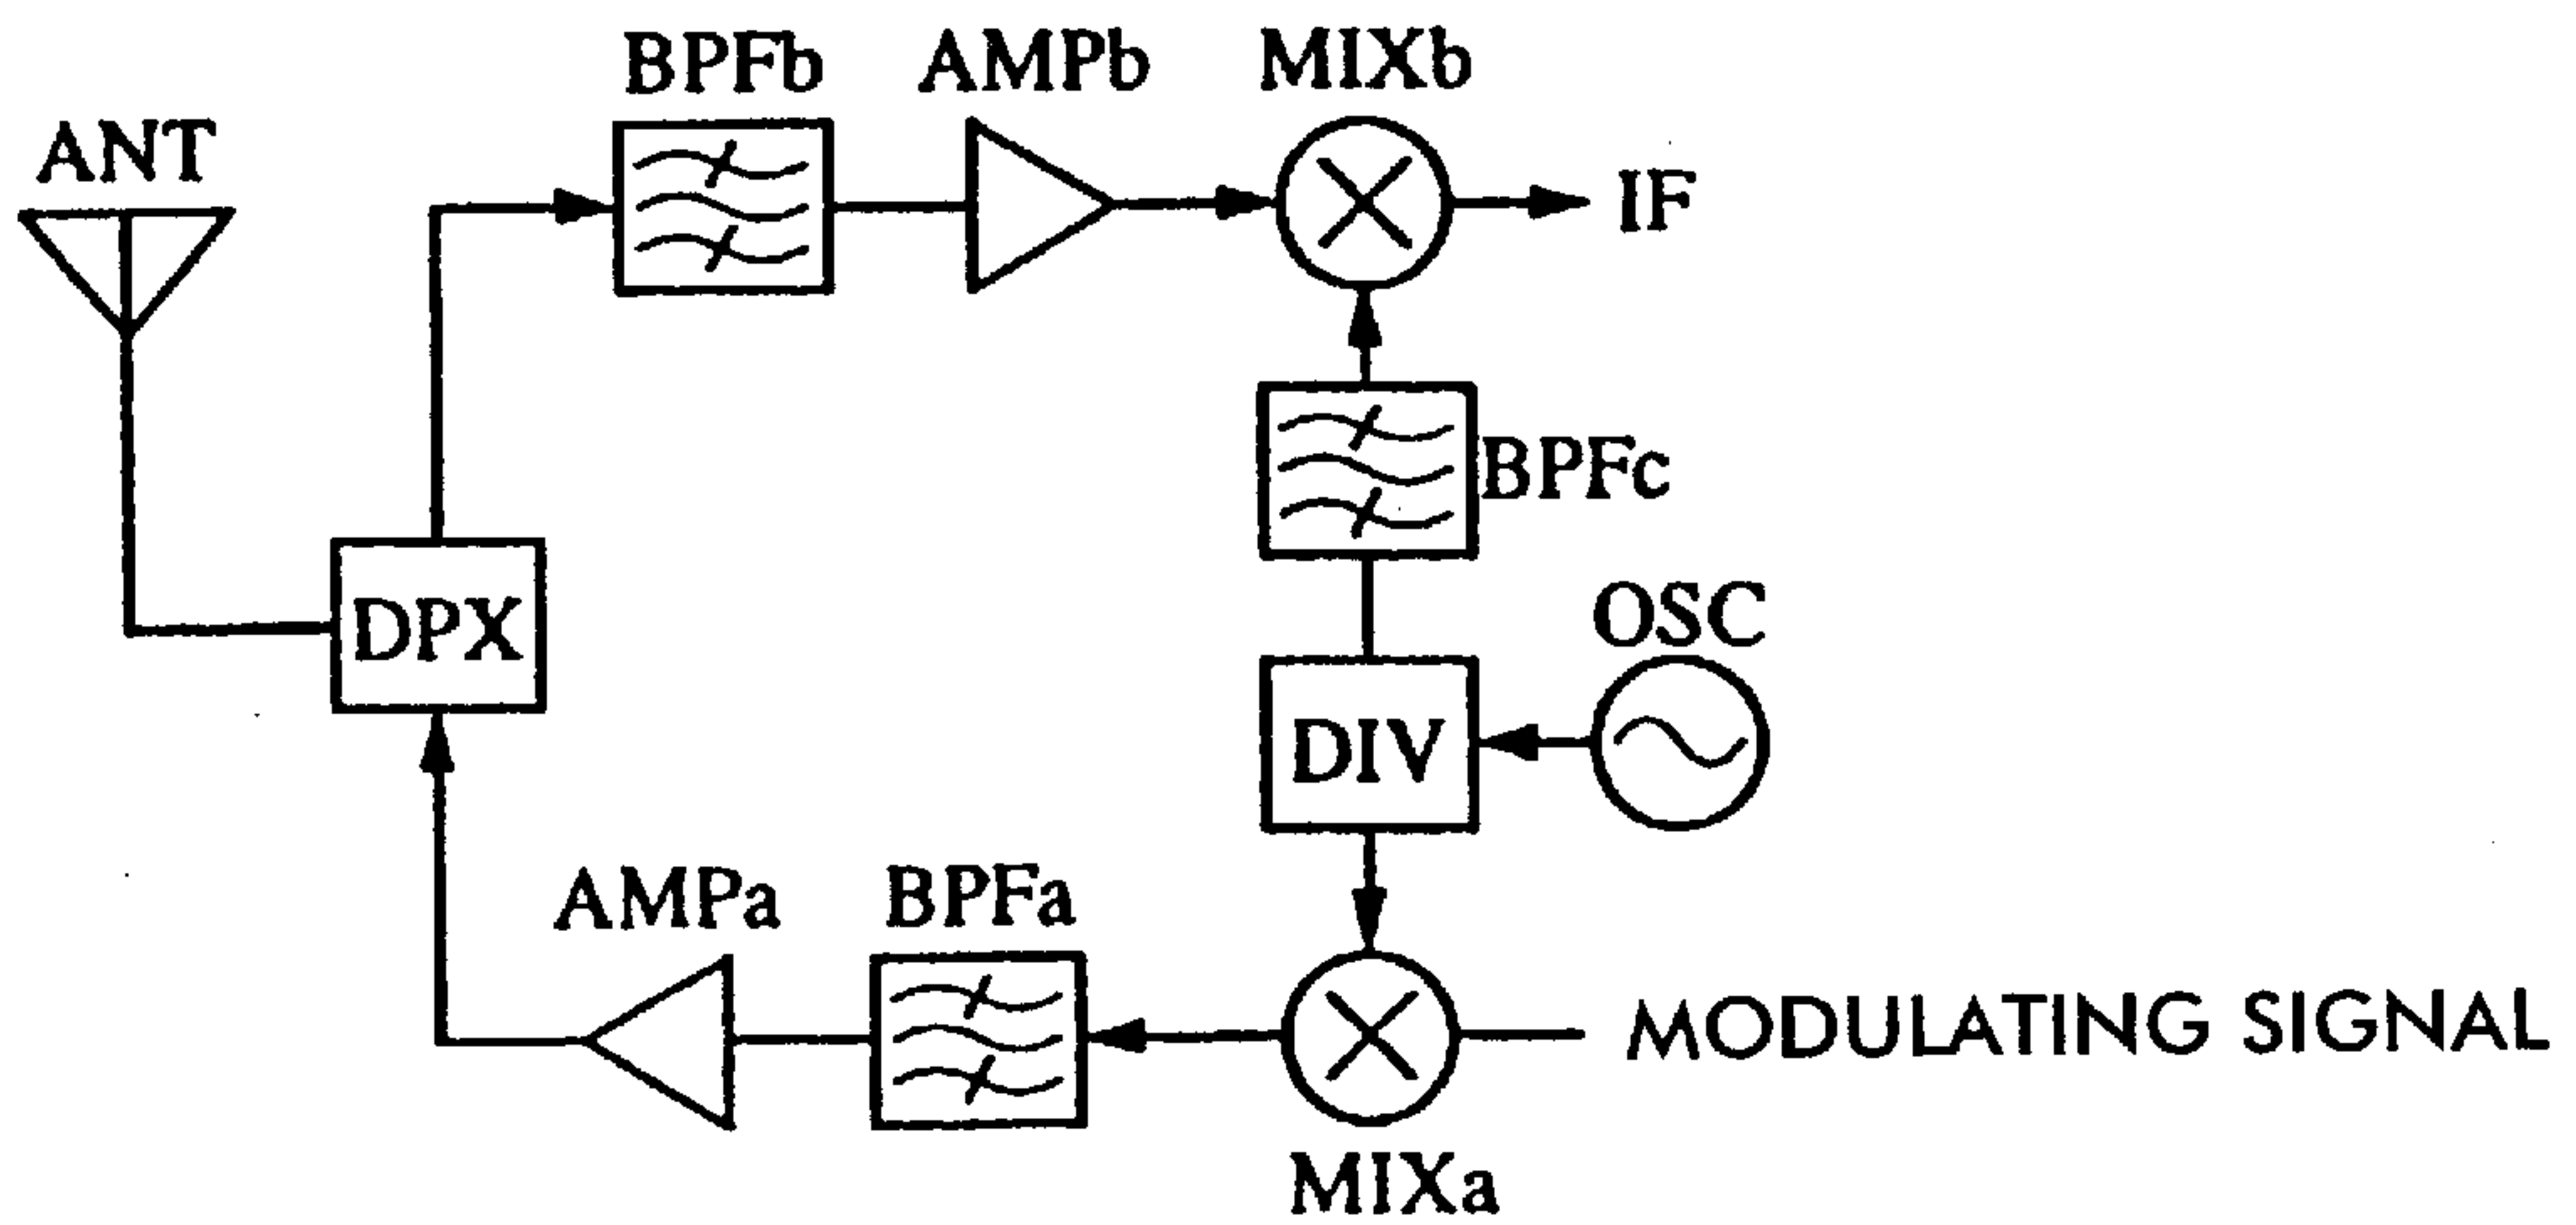 BPFb AMPb MIXb
ANT
IF
BPFc
OSC
DPX
DIV
AMPa BPFa
MODULATING SIGNAL
MIXa